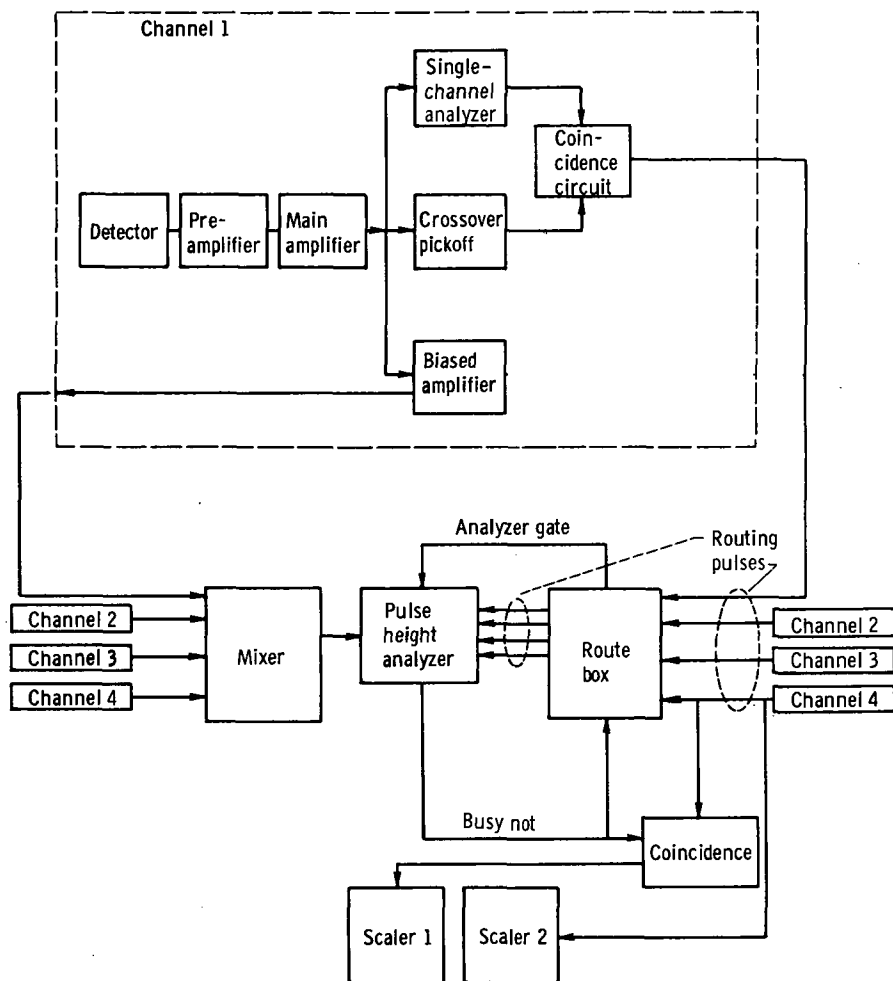 Channel 1
Single-
channel
analyzer
Coin-
cidence
circuit
Detector
Pre-
amplifier
Main
amplifier
Crossover
pickoff
Biased
amplifier
Analyzer gate
Routing
pulses
Channel 2
Channel 3
Channel 4
Mixer
Pulse
height
analyzer
Route
box
Channel 2
Channel 3
Channel 4
Busy not
Coincidence
Scaler 1
Scaler 2